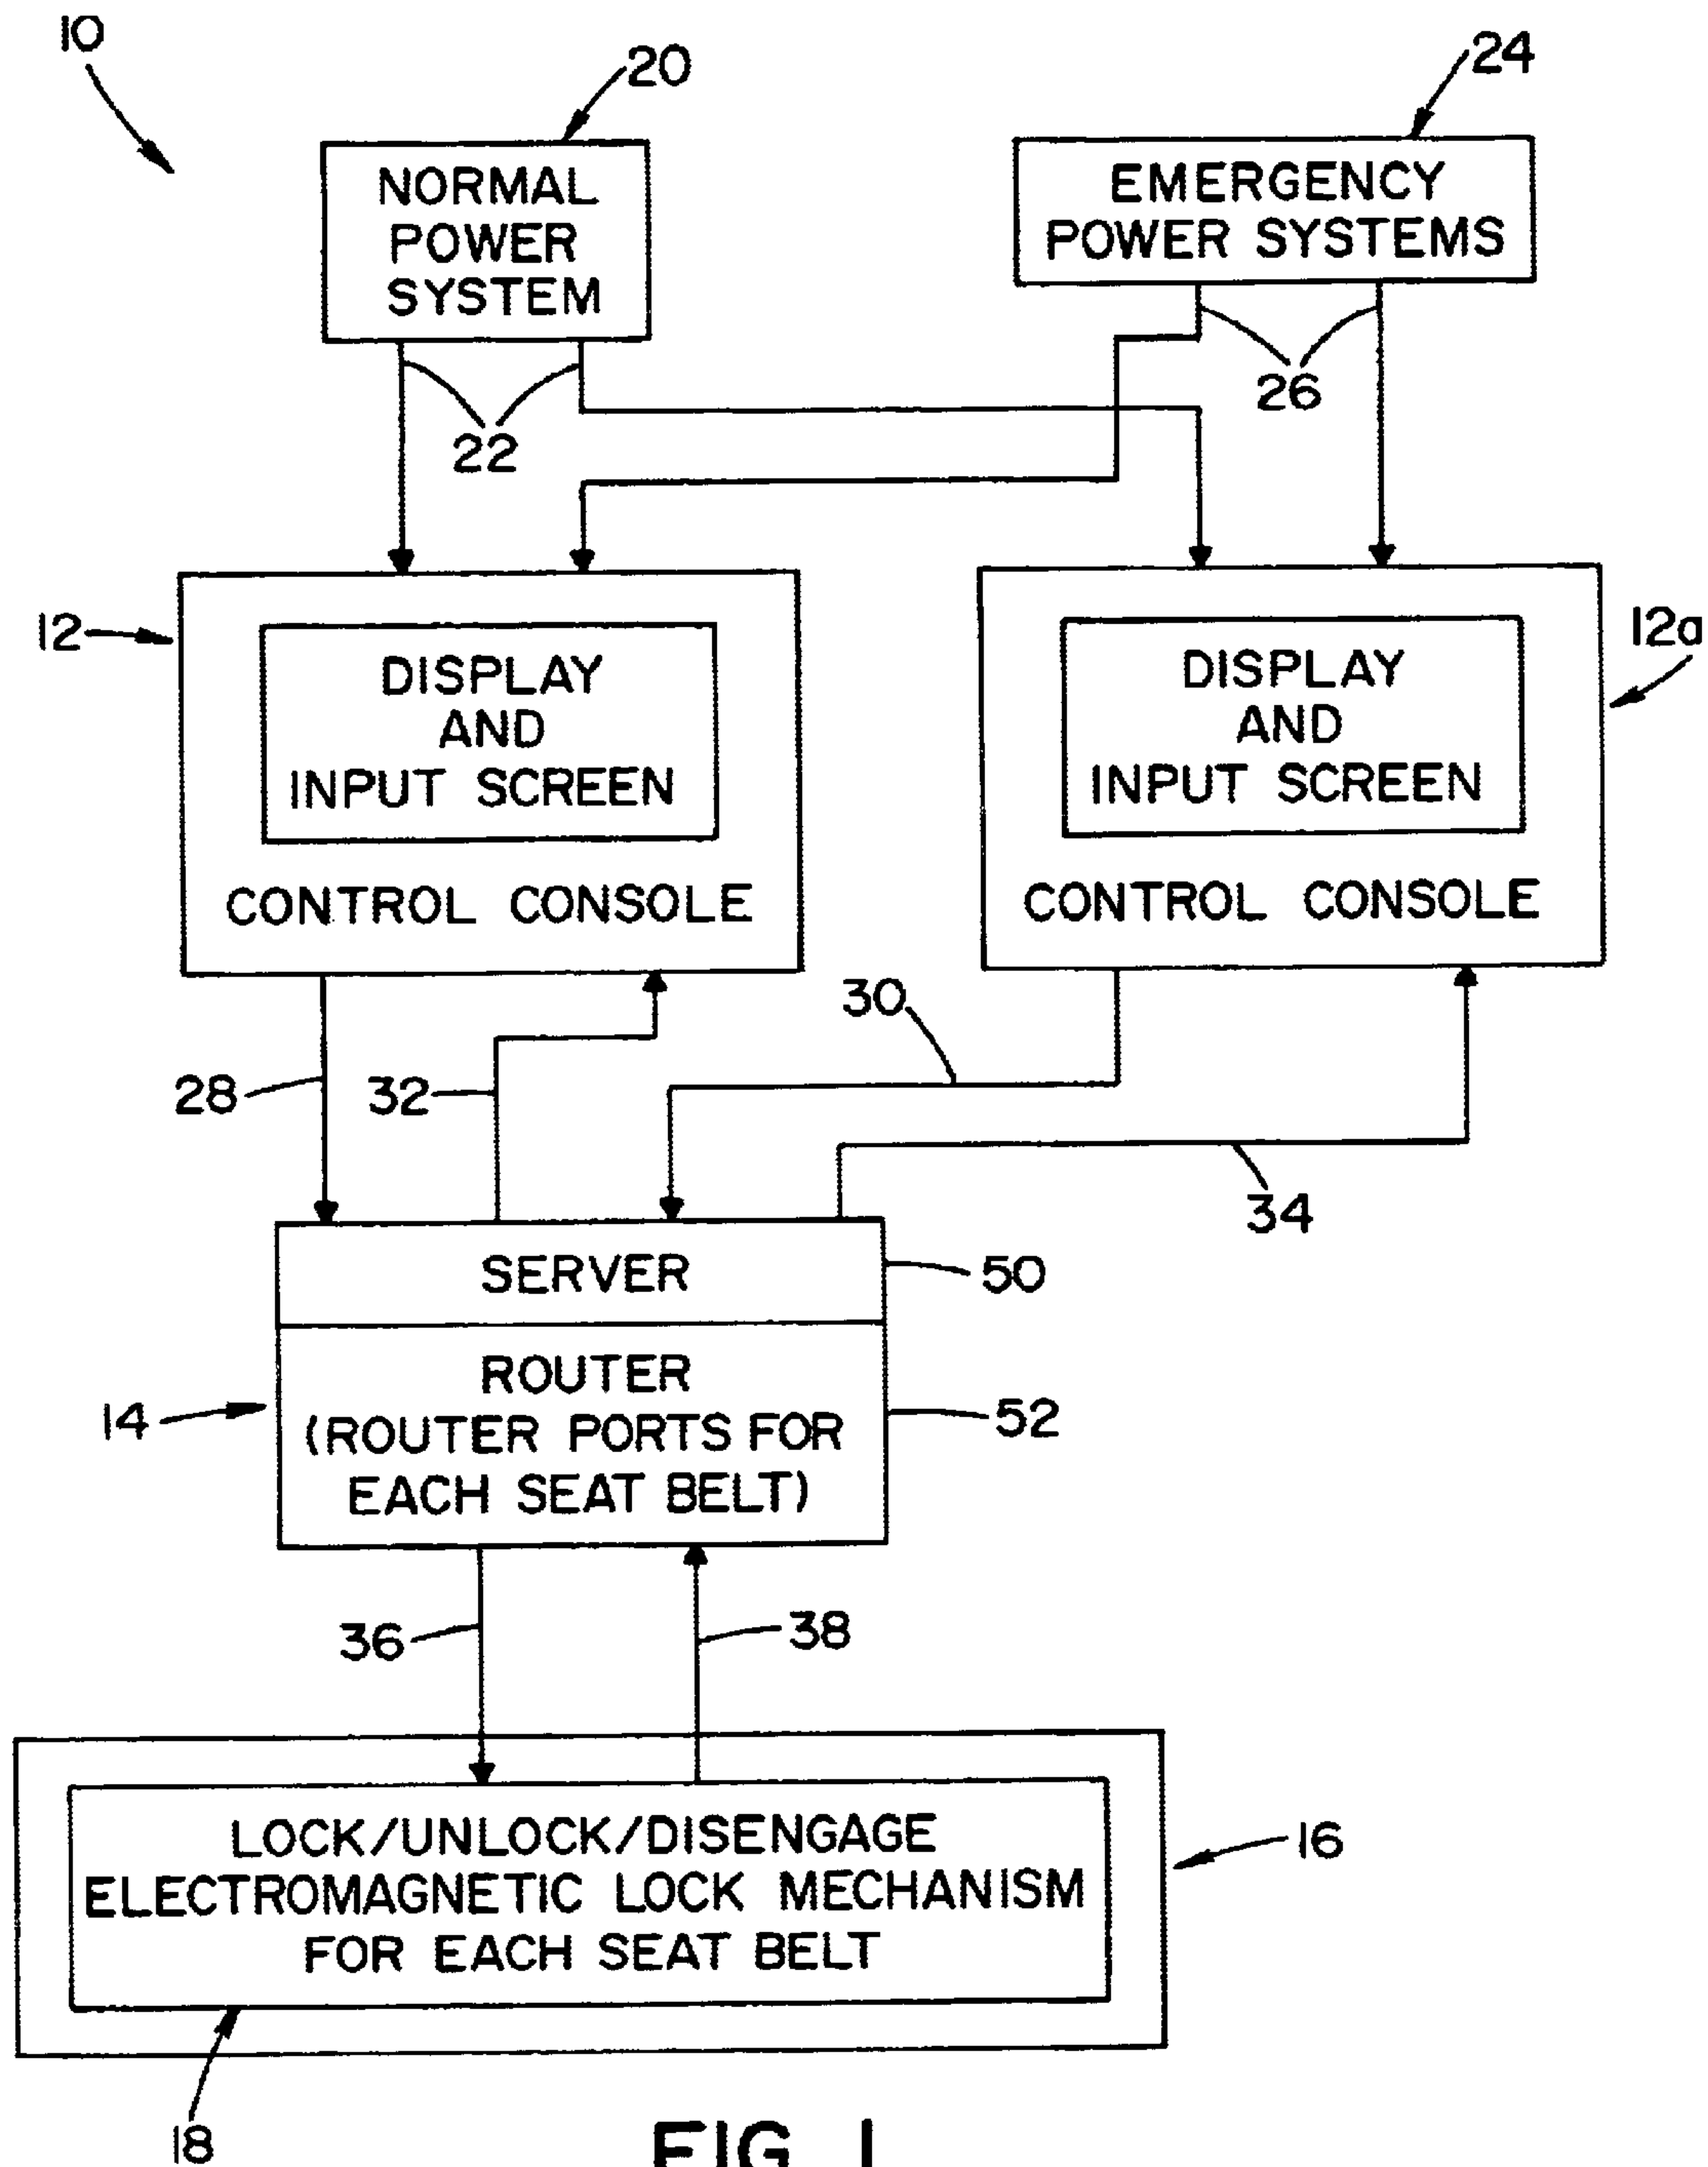 10
20
24
NORMAL
POWER
SYSTEM
EMERGENCY
POWER SYSTEMS
22
26
12
DISPLAY
AND
INPUT SCREEN
CONTROL CONSOLE
12a
DISPLAY
AND
INPUT SCREEN
CONTROL CONSOLE
28
32
30
34
SERVER
50
14
ROUTER
(ROUTER PORTS FOR
EACH SEAT BELT)
52
36
38
LOCK/UNLOCK/DISENGAGE
ELECTROMAGNETIC LOCK MECHANISM
FOR EACH SEAT BELT
16
18
FIG. 1